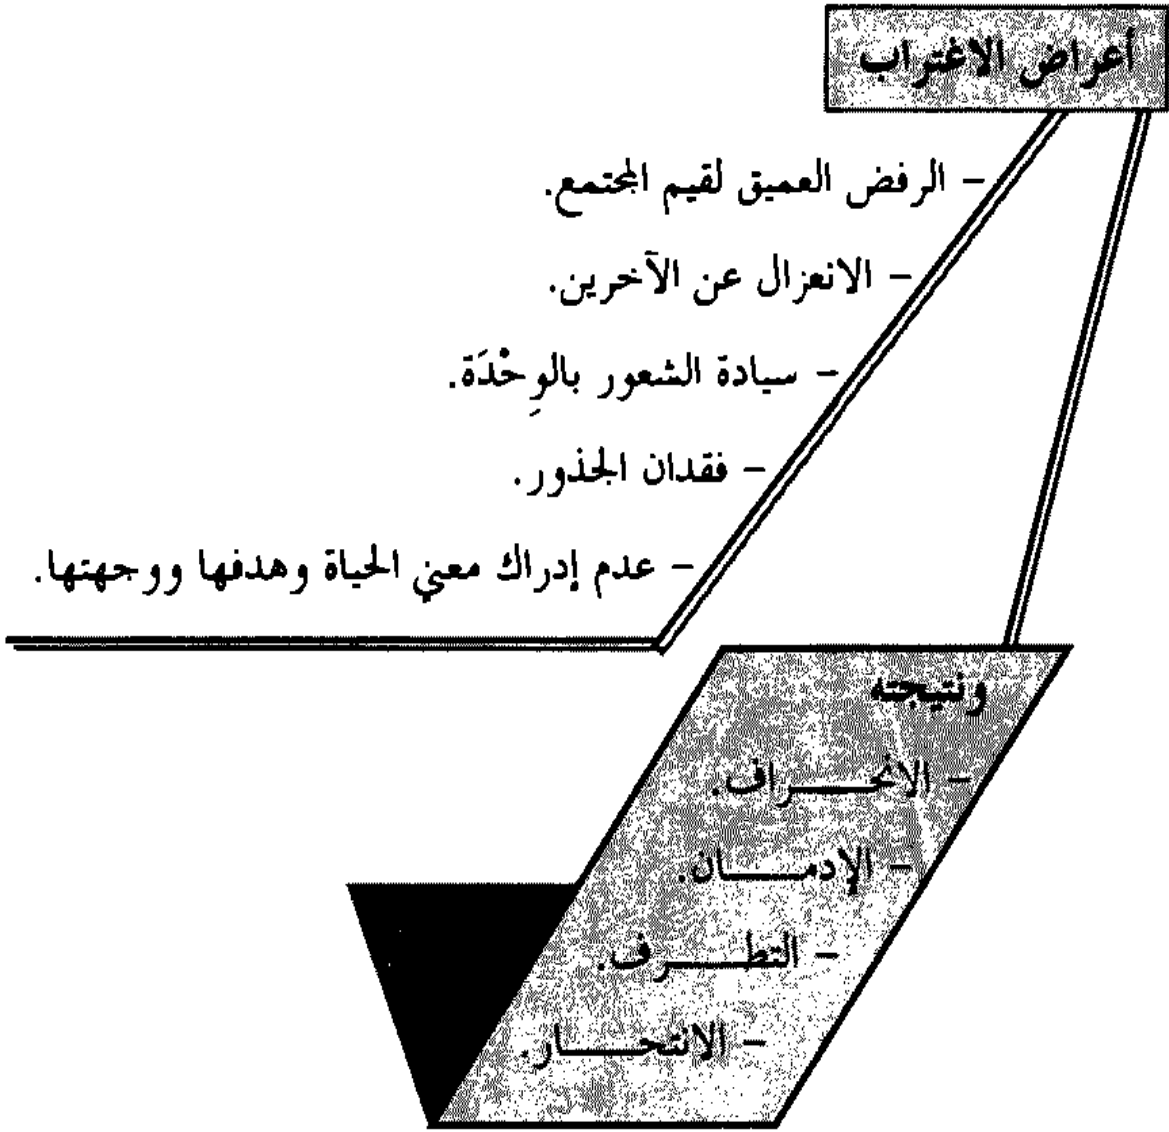 أعراض الاغتراب
– الرفض العميق لقيم المجتمع.
– الانعزال عن الآخرين.
– سيادة الشعور بالوِحْدَة.
– فقدان الجذور.
– عدم إدراك معني الحياة وهدفها ووجهتها.
ونتيجته
– الانحـــراف.
– الإدمـــان.
– التطـــرف.
– الانتحـــار.